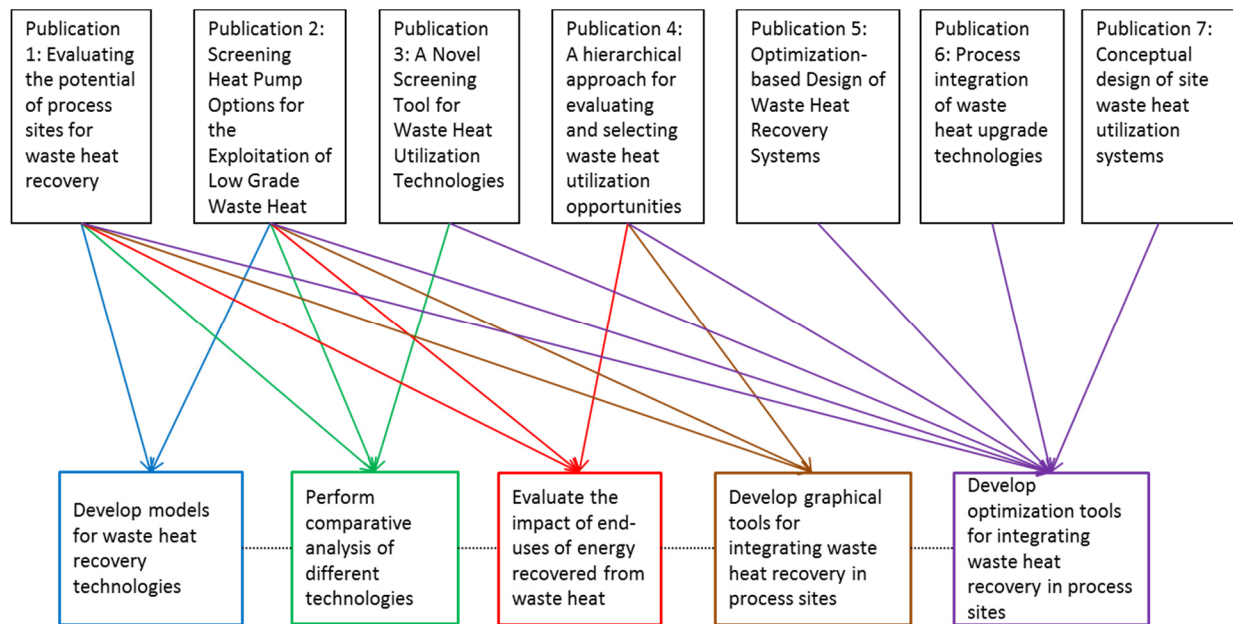 Publication
1: Evaluating
the potential
of process
sites for
waste heat
recovery
Publication 2:
Screening
Heat Pump
Options for
the
Exploitation of
Low Grade
Waste Heat
Publication
3: A Novel
Screening
Tool for
Waste Heat
Utilization
Technologies
Publication 4:
A hierarchical
approach for
evaluating
and selecting
waste heat
utilization
opportunities
Publication 5:
Optimization-
based Design of
Waste Heat
Recovery
Systems
Publication
6: Process
integration
of waste
heat upgrade
technologies
Publication 7:
Conceptual
design of site
waste heat
utilization
systems
Develop models
for waste heat
recovery
technologies
Perform
comparative
analysis of
different
technologies
Evaluate the
impact of end-
uses of energy
recovered from
waste heat
Develop graphical
tools for
integrating waste
heat recovery in
process sites
Develop
optimization tools
for integrating
waste heat
recovery in process
sites